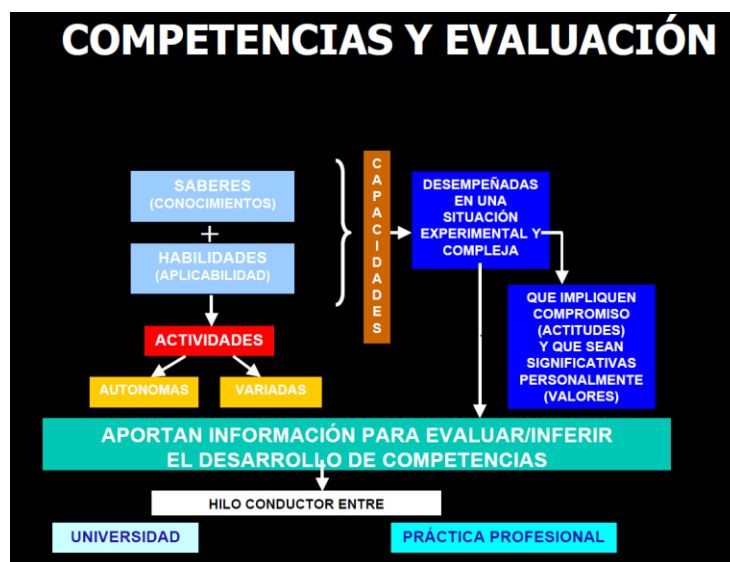 COMPETENCIAS Y EVALUACIÓN
SABERES
(CONOCIMIENTOS)
+
HABILIDADES
(APLICABILIDAD)
CAPACIDADES
DESEMPEÑADAS
EN UNA
SITUACIÓN
EXPERIMENTAL Y
COMPLEJA
QUE IMPLIQUEN
COMPROMISO
(ACTITUDES)
Y QUE SEAN
SIGNIFICATIVAS
PERSONALMENTE
(VALORES)
ACTIVIDADES
AUTONOMAS
VARIADAS
APORTAN INFORMACIÓN PARA EVALUAR/INFERIR
EL DESARROLLO DE COMPETENCIAS
HILO CONDUCTOR ENTRE
UNIVERSIDAD
PRÁCTICA PROFESIONAL